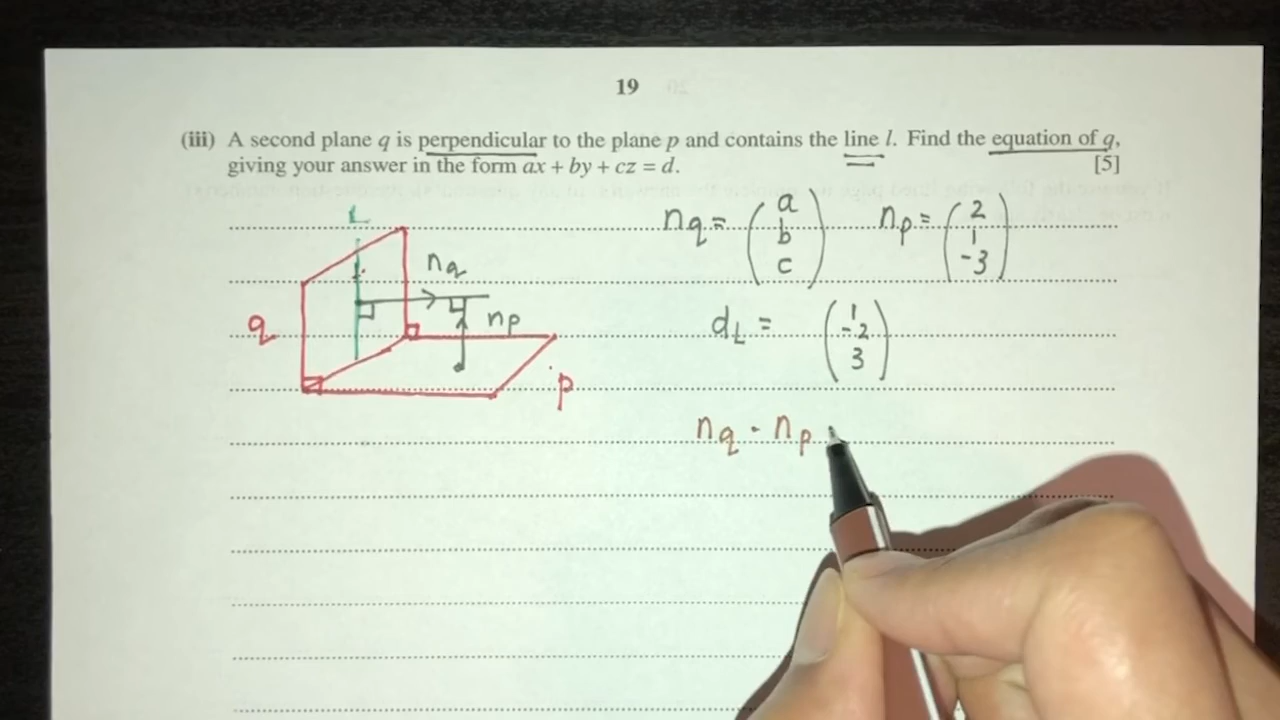 19
(iii) A second plane q is perpendicular to the plane p and contains the line l. Find the equation of q,
giving your answer in the form ax + by + cz = d. [5]
L
nq = (a b c) np = (2 1 -3)
nq
q
np
dL = (1 -2 3)
p
nq · np